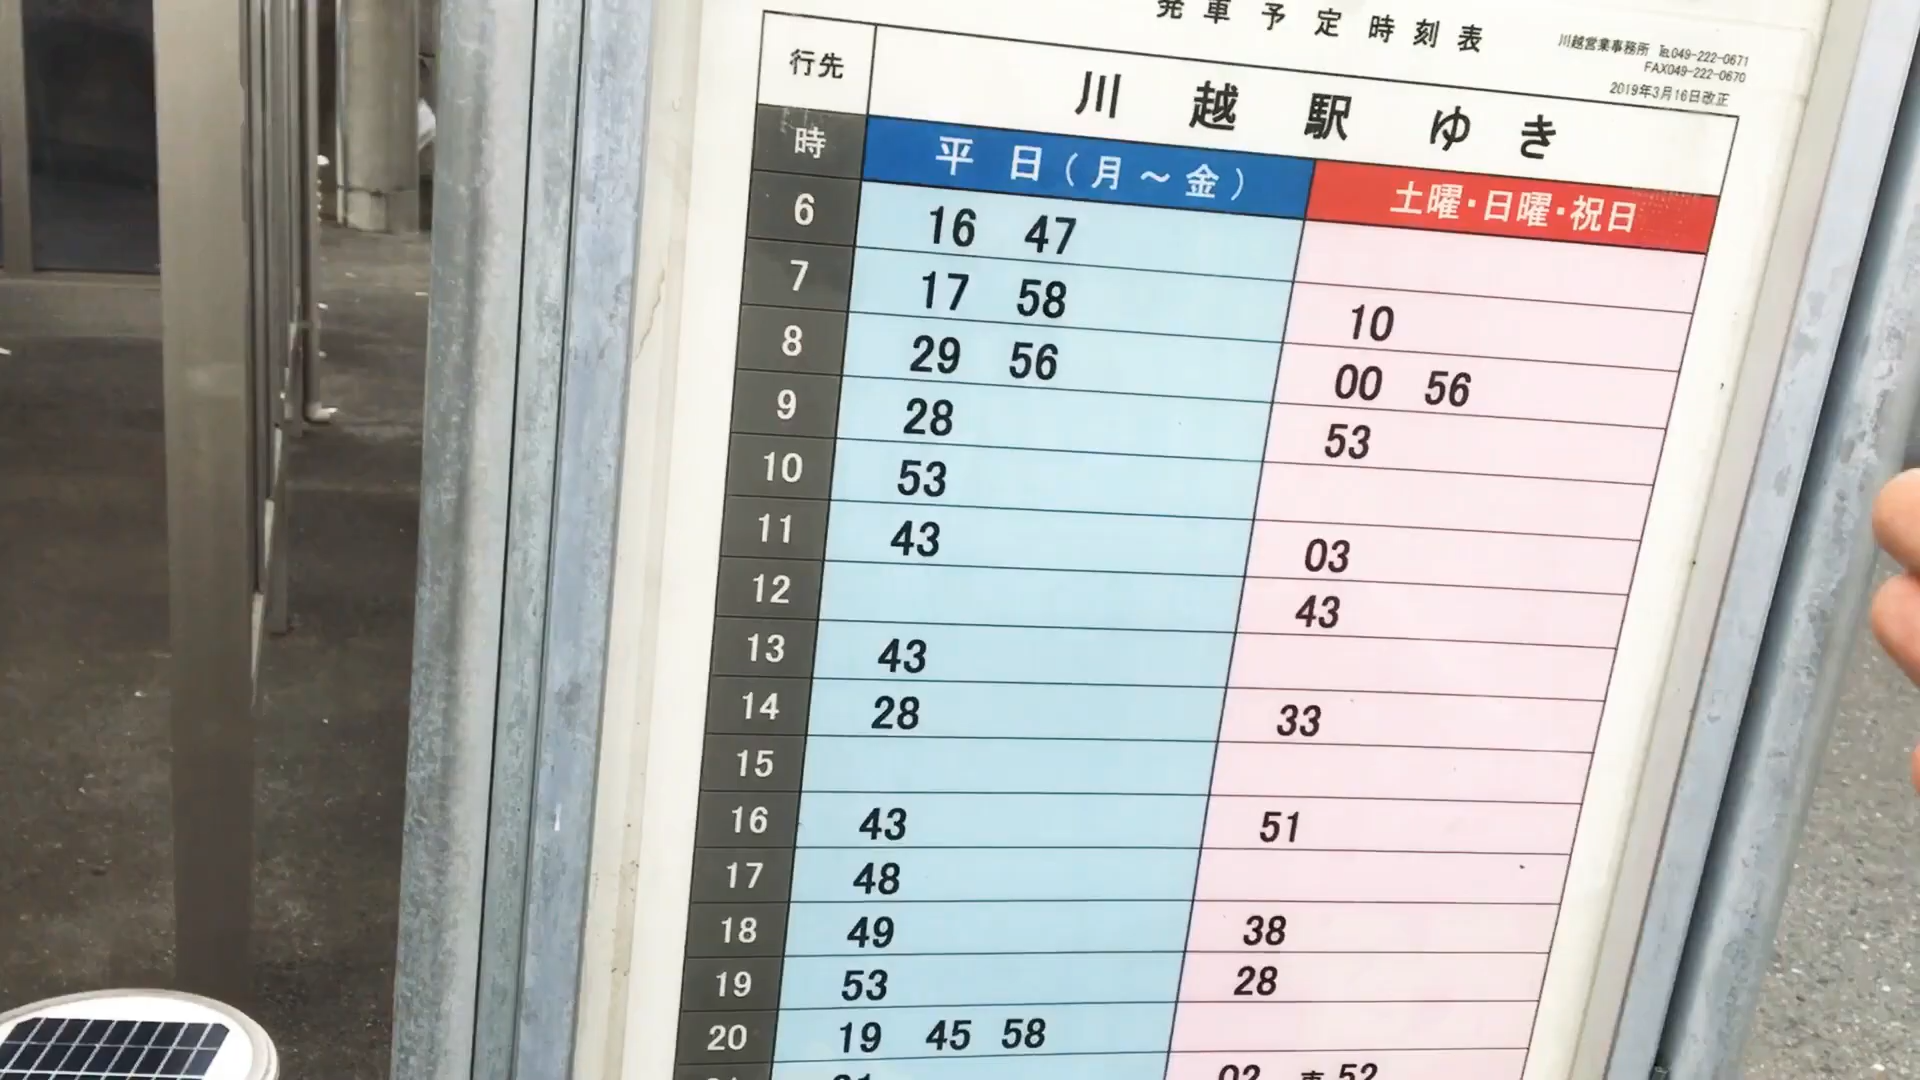 発車予定時刻表
川越営業事務所 ℡049-222-0671
FAX049-222-0670
2019年3月16日改正
行先 川越駅ゆき
時 平日(月~金) 土曜・日曜・祝日
6 16 47
7 17 58 10
8 29 56 00 56
9 28 53
10 53
11 43 03
12 43
13 43
14 28 33
15
16 43 51
17 48
18 49 38
19 53 28
20 19 45 58
02 52